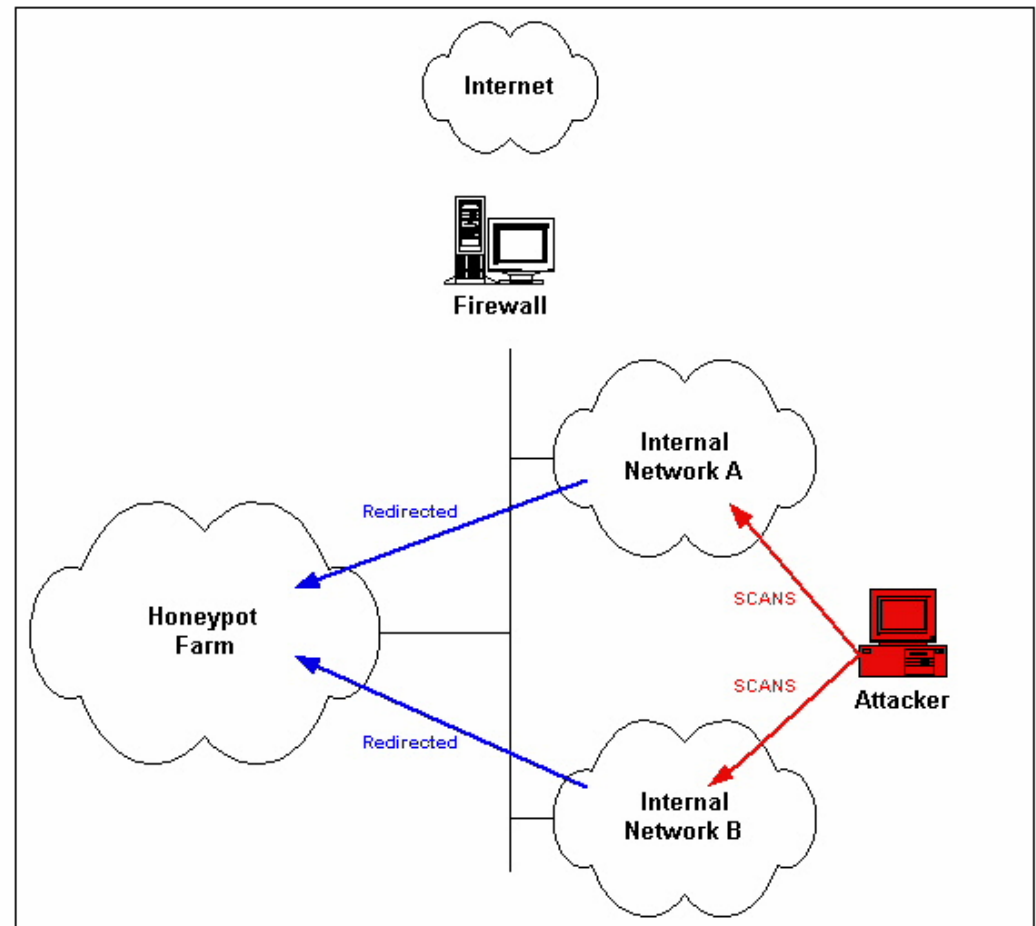 Internet
Firewall
Internal
Network A
Redirected
SCANS
Honeypot
Farm
SCANS
Attacker
Redirected
Internal
Network B